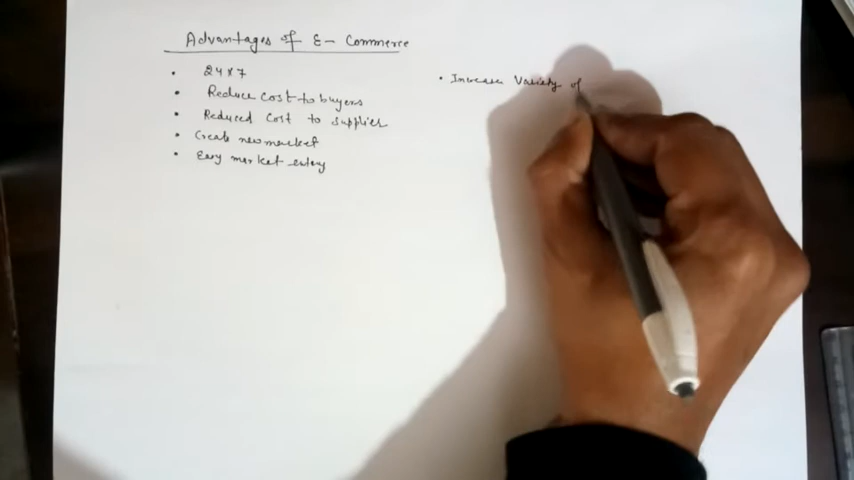 Advantages of E-Commerce
• 24x7
• Reduce cost to buyers
• Reduced cost to supplier
• Create new market
• Easy market entry
• Increase Variety of